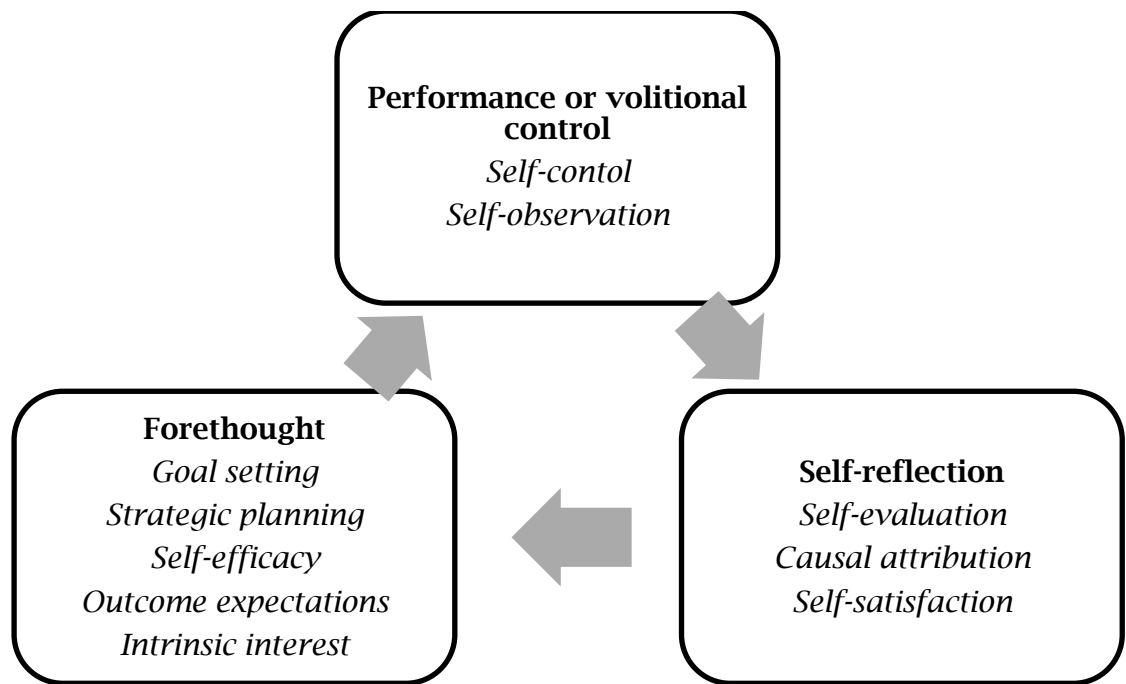 Performance or volitional
control
Self-contol
Self-observation
Forethought
Goal setting
Strategic planning
Self-efficacy
Outcome expectations
Intrinsic interest
Self-reflection
Self-evaluation
Causal attribution
Self-satisfaction